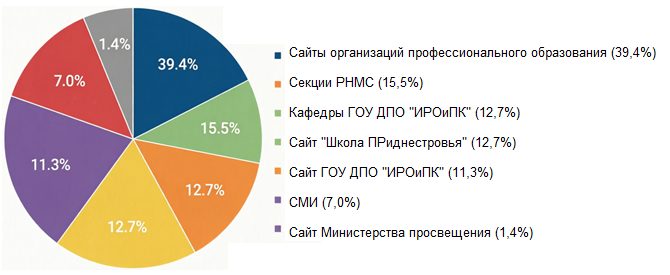 1.4%
39.4%
7.0%
15.5%
11.3%
12.7%
12.7%
Сайты организаций профессионального образования (39,4%)
Секции РНМС (15,5%)
Кафедры ГОУ ДПО "ИРОиПК" (12,7%)
Сайт "Школа ПРиднестровья" (12,7%)
Сайт ГОУ ДПО "ИРОиПК" (11,3%)
СМИ (7,0%)
Сайт Министерства просвещения (1,4%)